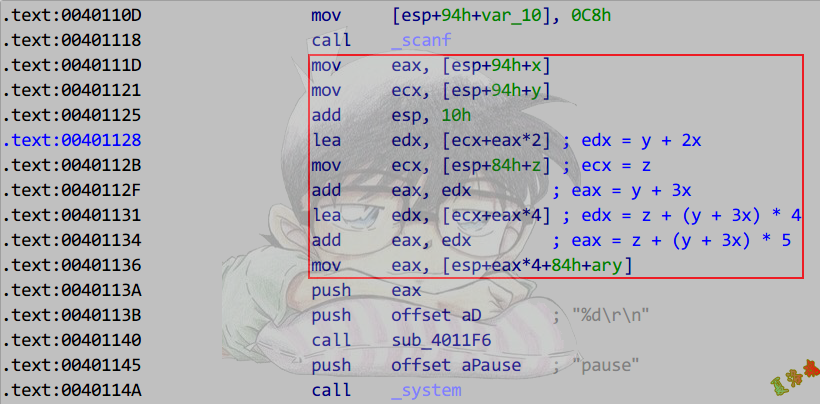 .text:0040110D mov [esp+94h+var_10], 0C8h
.text:00401118 call _scanf
.text:0040111D mov eax, [esp+94h+x]
.text:00401121 mov ecx, [esp+94h+y]
.text:00401125 add esp, 10h
.text:00401128 lea edx, [ecx+eax*2] ; edx = y + 2x
.text:0040112B mov ecx, [esp+84h+z] ; ecx = z
.text:0040112F add eax, edx ; eax = y + 3x
.text:00401131 lea edx, [ecx+eax*4] ; edx = z + (y + 3x) * 4
.text:00401134 add eax, edx ; eax = z + (y + 3x) * 5
.text:00401136 mov eax, [esp+eax*4+84h+ary]
.text:0040113A push eax
.text:0040113B push offset aD ; "%d\r\n"
.text:00401140 call sub_4011F6
.text:00401145 push offset aPause ; "pause"
.text:0040114A call _system